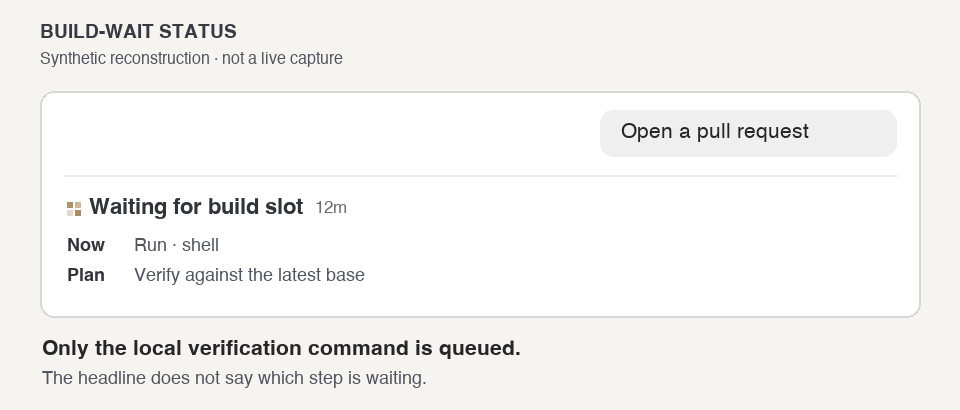 BUILD-WAIT STATUS
Synthetic reconstruction · not a live capture
Open a pull request
Waiting for build slot 12m
Now Run · shell
Plan Verify against the latest base
Only the local verification command is queued.
The headline does not say which step is waiting.